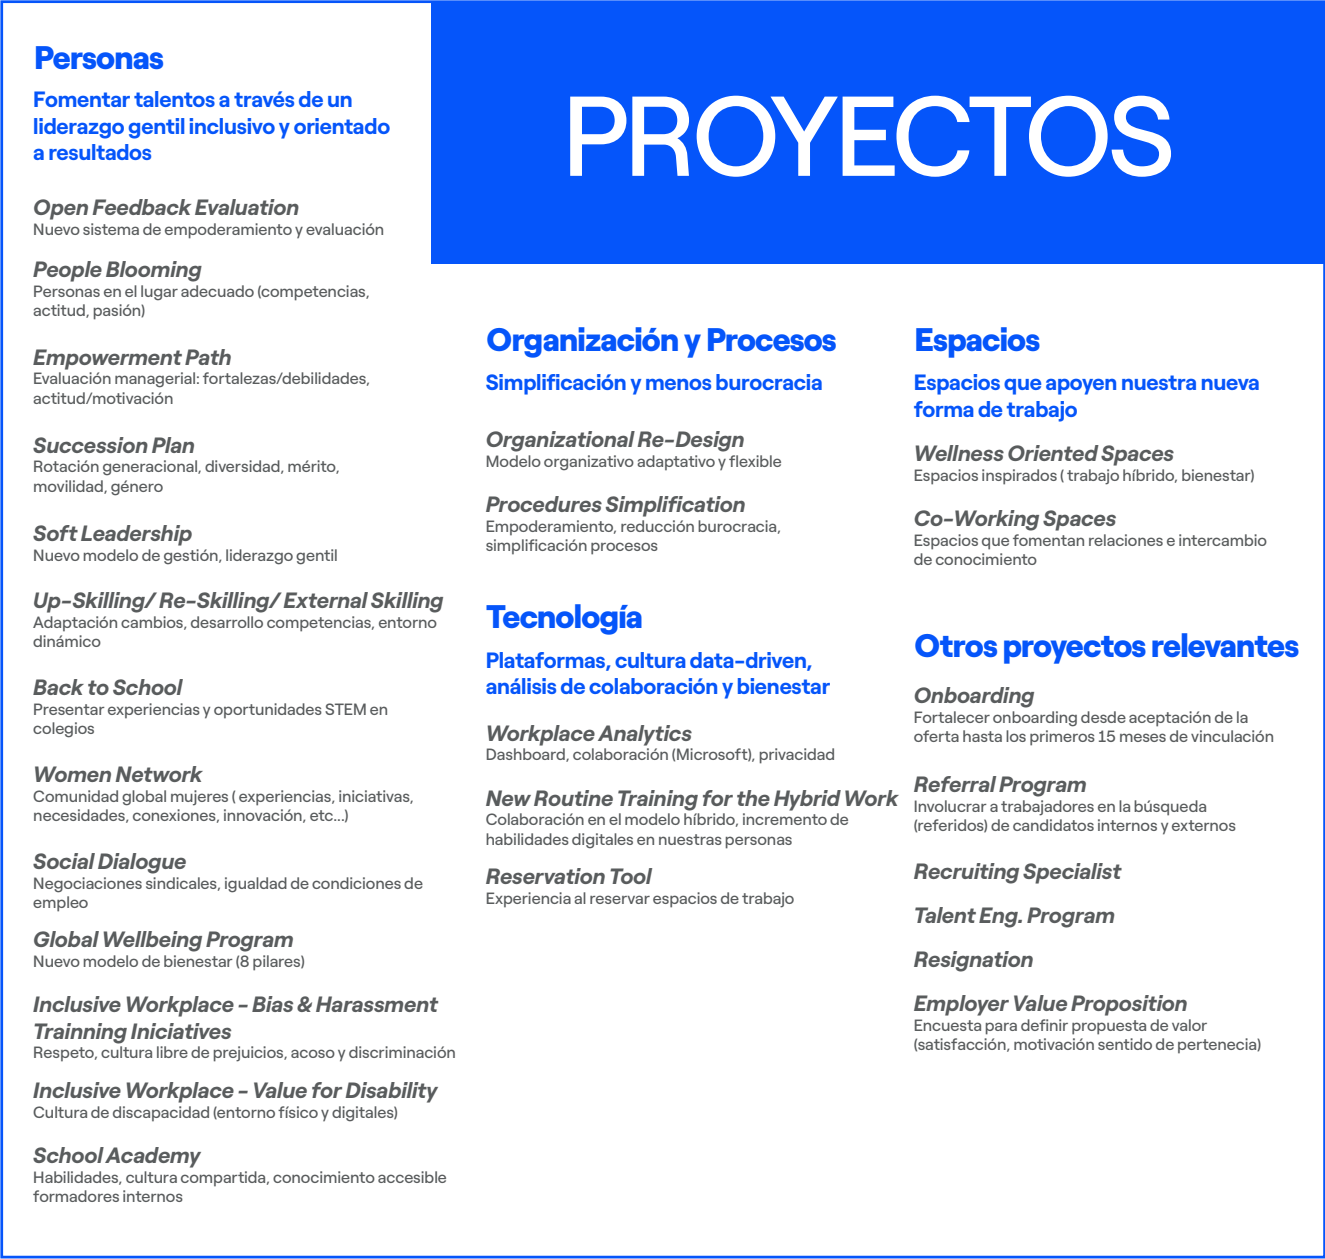 Personas
Fomentar talentos a través de un
liderazgo gentil inclusivo y orientado
a resultados
Open Feedback Evaluation
Nuevo sistema de empoderamiento y evaluación
People Blooming
Personas en el lugar adecuado (competencias,
actitud, pasión)
Empowerment Path
Evaluación managerial: fortalezas/debilidades,
actitud/motivación
Succession Plan
Rotación generacional, diversidad, mérito,
movilidad, género
Soft Leadership
Nuevo modelo de gestión, liderazgo gentil
Up-Skilling/ Re-Skilling/ External Skilling
Adaptación cambios, desarrollo competencias, entorno
dinámico
Back to School
Presentar experiencias y oportunidades STEM en
colegios
Women Network
Comunidad global mujeres ( experiencias, iniciativas,
necesidades, conexiones, innovación, etc...)
Social Dialogue
Negociaciones sindicales, igualdad de condiciones de
empleo
Global Wellbeing Program
Nuevo modelo de bienestar (8 pilares)
Inclusive Workplace - Bias & Harassment
Trainning Iniciatives
Respeto, cultura libre de prejuicios, acoso y discriminación
Inclusive Workplace - Value for Disability
Cultura de discapacidad (entorno físico y digitales)
School Academy
Habilidades, cultura compartida, conocimiento accesible
formadores internos
PROYECTOS
Organización y Procesos
Simplificación y menos burocracia
Organizational Re-Design
Modelo organizativo adaptativo y flexible
Procedures Simplification
Empoderamiento, reducción burocracia,
simplificación procesos
Tecnología
Plataformas, cultura data-driven,
análisis de colaboración y bienestar
Workplace Analytics
Dashboard, colaboración (Microsoft), privacidad
New Routine Training for the Hybrid Work
Colaboración en el modelo híbrido, incremento de
habilidades digitales en nuestras personas
Reservation Tool
Experiencia al reservar espacios de trabajo
Espacios
Espacios que apoyen nuestra nueva
forma de trabajo
Wellness Oriented Spaces
Espacios inspirados ( trabajo híbrido, bienestar)
Co-Working Spaces
Espacios que fomentan relaciones e intercambio
de conocimiento
Otros proyectos relevantes
Onboarding
Fortalecer onboarding desde aceptación de la
oferta hasta los primeros 15 meses de vinculación
Referral Program
Involucrar a trabajadores en la búsqueda
(referidos) de candidatos internos y externos
Recruiting Specialist
Talent Eng. Program
Resignation
Employer Value Proposition
Encuesta para definir propuesta de valor
(satisfacción, motivación sentido de pertenecia)